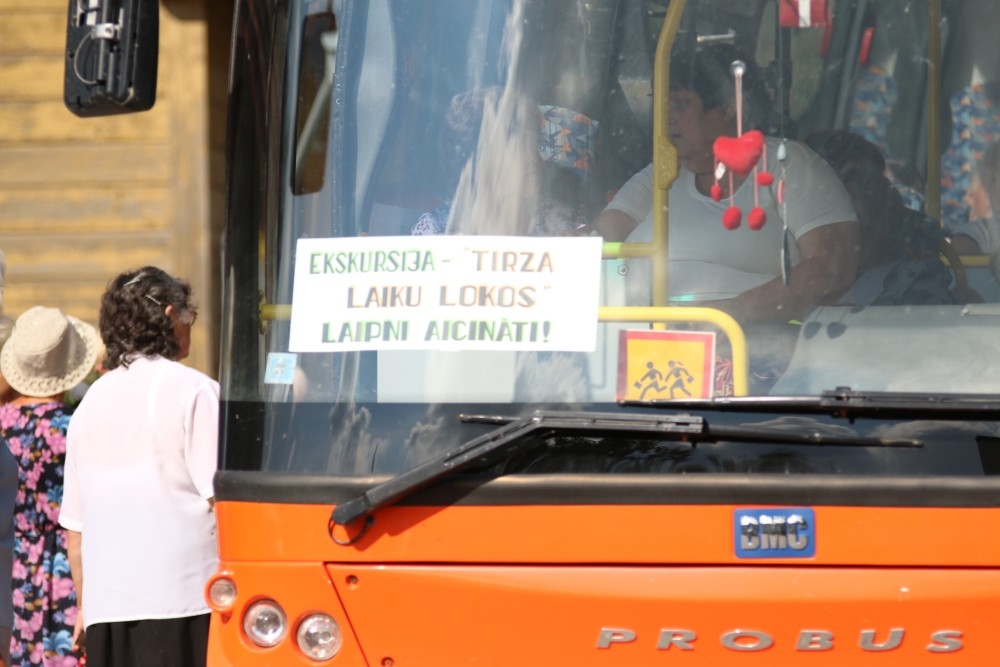 EKSKURSIJA - "TIRZA
LAIKU LOKOS"
LAIPNI AICINĀTI!
BMC
PROBUS